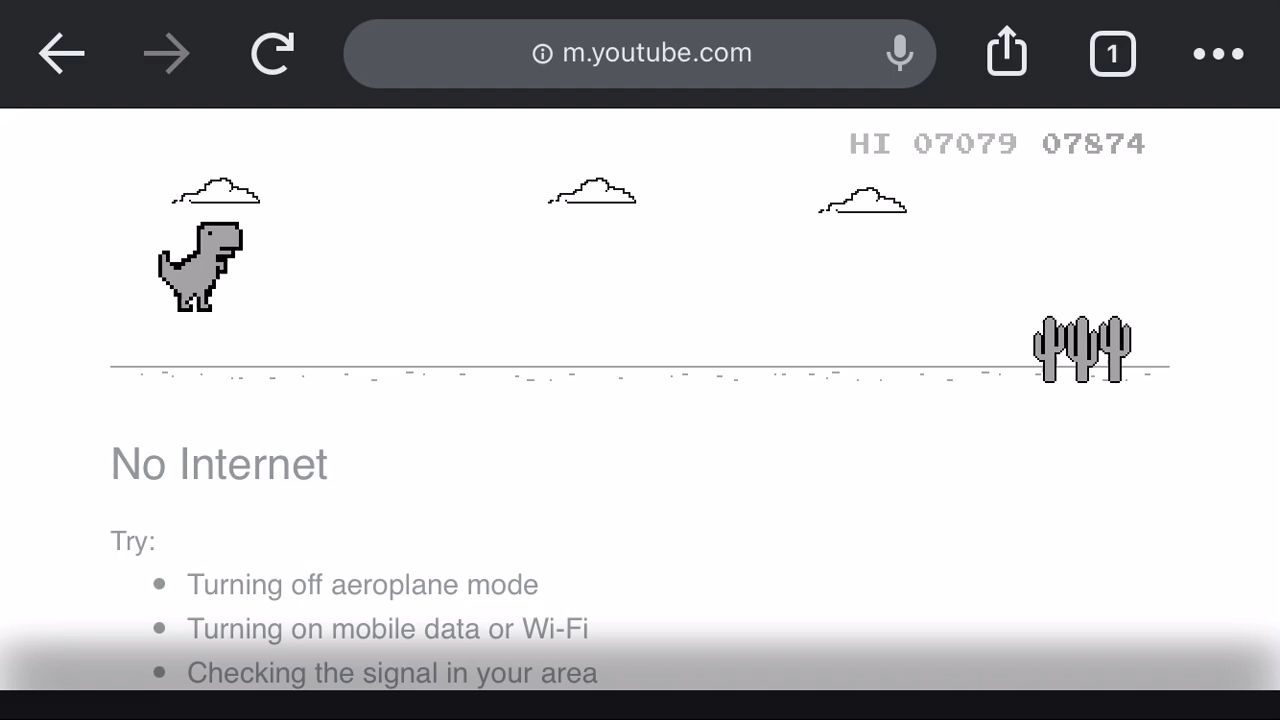 m.youtube.com
1
HI 07079 07874
No Internet
Try:
Turning off aeroplane mode
Turning on mobile data or Wi-Fi
Checking the signal in your area